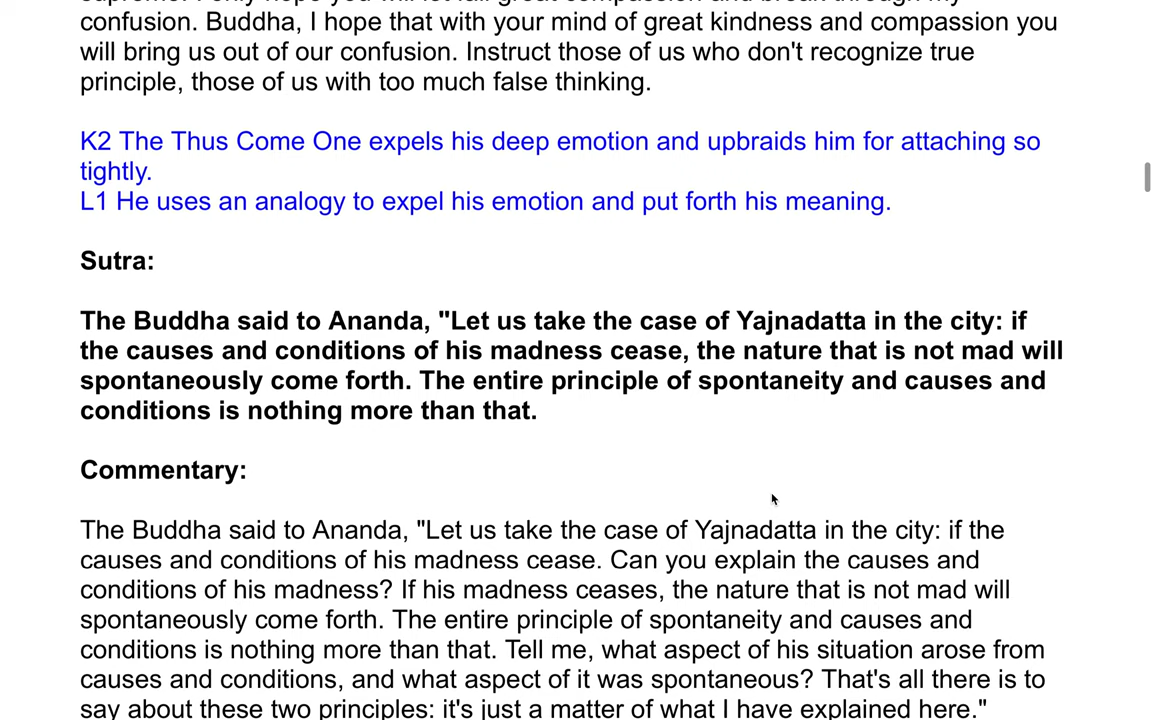 confusion. Buddha, I hope that with your mind of great kindness and compassion you
will bring us out of our confusion. Instruct those of us who don't recognize true
principle, those of us with too much false thinking.
K2 The Thus Come One expels his deep emotion and upbraids him for attaching so
tightly.
L1 He uses an analogy to expel his emotion and put forth his meaning.
Sutra:
The Buddha said to Ananda, "Let us take the case of Yajnadatta in the city: if
the causes and conditions of his madness cease, the nature that is not mad will
spontaneously come forth. The entire principle of spontaneity and causes and
conditions is nothing more than that.
Commentary:
The Buddha said to Ananda, "Let us take the case of Yajnadatta in the city: if the
causes and conditions of his madness cease. Can you explain the causes and
conditions of his madness? If his madness ceases, the nature that is not mad will
spontaneously come forth. The entire principle of spontaneity and causes and
conditions is nothing more than that. Tell me, what aspect of his situation arose from
causes and conditions, and what aspect of it was spontaneous? That's all there is to
say about these two principles: it's just a matter of what I have explained here."